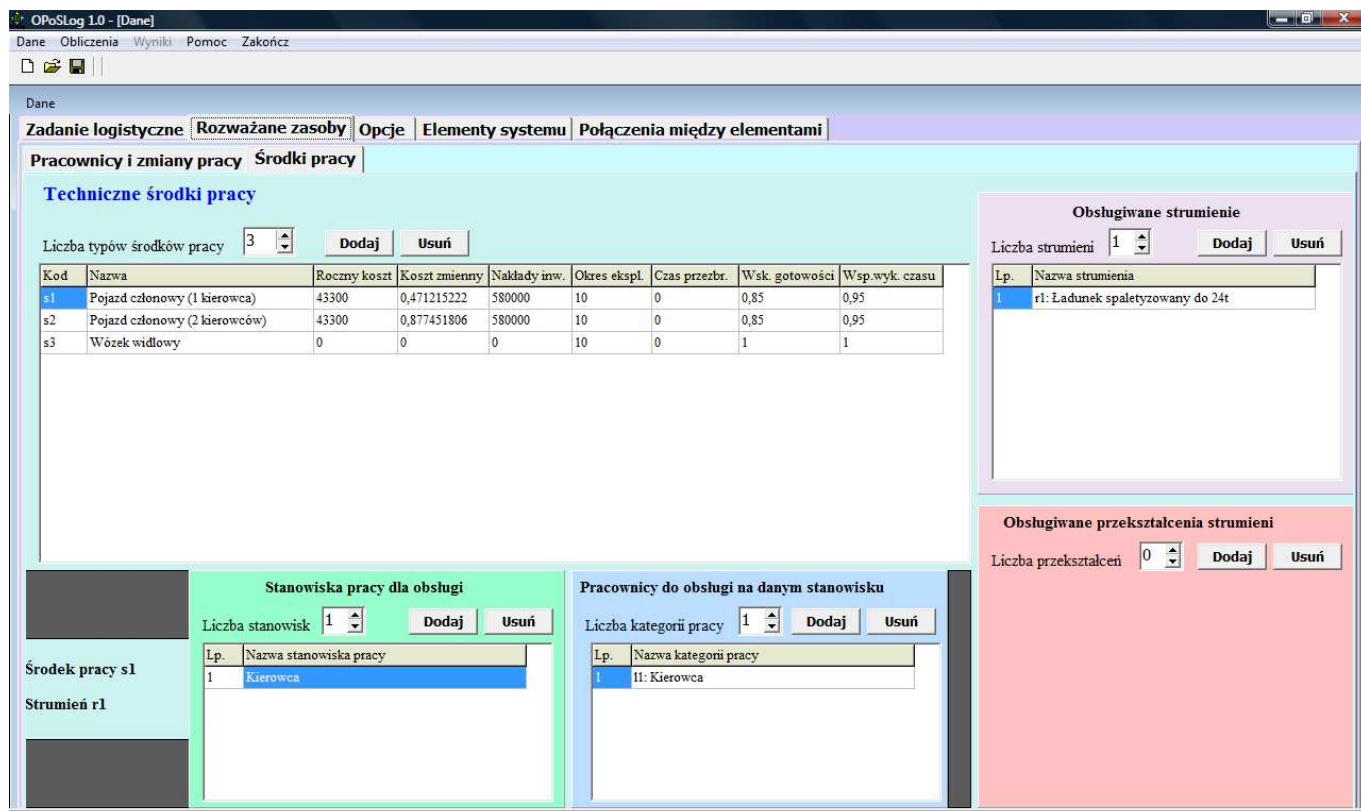 OPoSLog 1.0 - [Dane]
Dane Obliczenia Wyniki Pomoc Zakończ
Dane
Zadanie logistyczne Rozważane zasoby Opcje Elementy systemu Połączenia między elementami
Pracownicy i zmiany pracy Środki pracy
Techniczne środki pracy
Liczba typów środków pracy 3 Dodaj Usuń
Kod Nazwa Roczny koszt Koszt zmienny Nakłady inw. Okres ekspl. Czas przezbr. Wsk. gotowości Wsp.wyk. czasu
s1 Pojazd członowy (1 kierowca) 43300 0,471215222 580000 10 0 0,85 0,95
s2 Pojazd członowy (2 kierowców) 43300 0,877451806 580000 10 0 0,85 0,95
s3 Wózek widłowy 0 0 0 10 0 1 1
Obsługiwane strumienie
Liczba strumieni 1 Dodaj Usuń
Lp. Nazwa strumienia
1 r1: Ładunek spaletyzowany do 24t
Obsługiwane przekształcenia strumieni
Liczba przekształceń 0 Dodaj Usuń
Środek pracy s1
Strumień r1
Stanowiska pracy dla obsługi
Liczba stanowisk 1 Dodaj Usuń
Lp. Nazwa stanowiska pracy
1 Kierowca
Pracownicy do obsługi na danym stanowisku
Liczba kategorii pracy 1 Dodaj Usuń
Lp. Nazwa kategorii pracy
1 l1: Kierowca